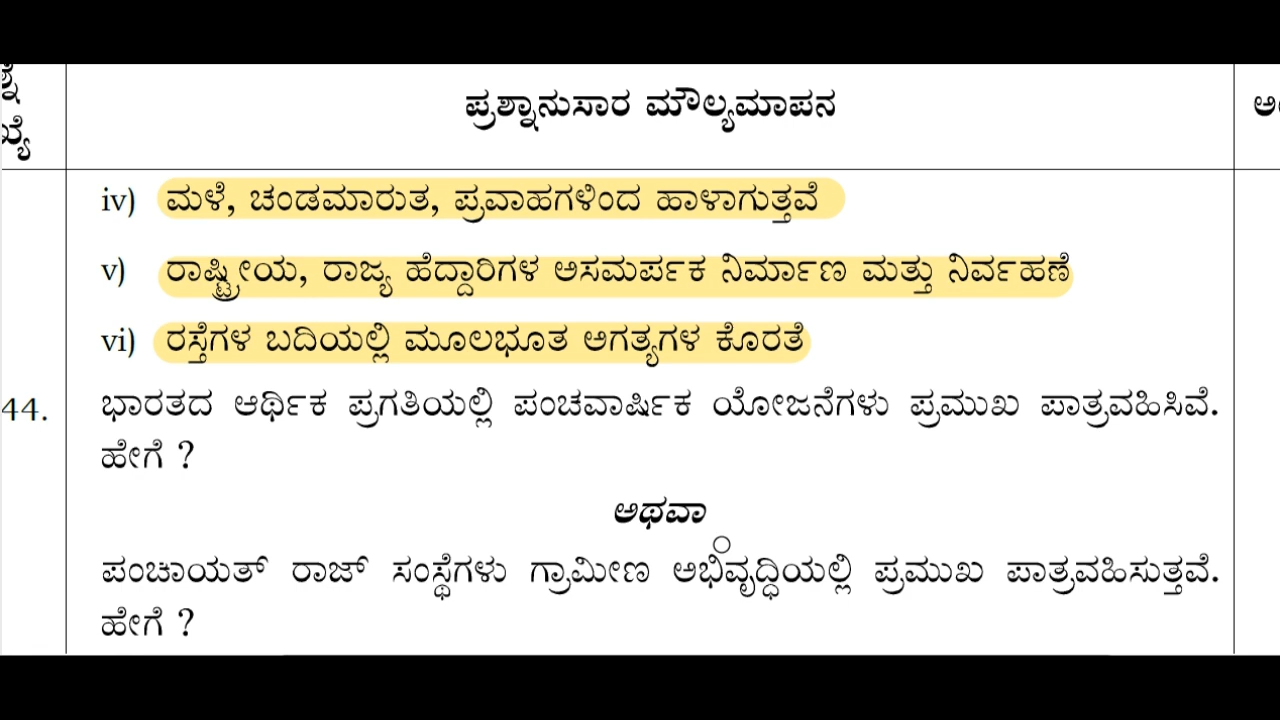 ಪ್ರಶ್ನಾನುಸಾರ ಮೌಲ್ಯಮಾಪನ
iv) ಮಳೆ, ಚಂಡಮಾರುತ, ಪ್ರವಾಹಗಳಿಂದ ಹಾಳಾಗುತ್ತವೆ
v) ರಾಷ್ಟ್ರೀಯ, ರಾಜ್ಯ ಹೆದ್ದಾರಿಗಳ ಅಸಮರ್ಪಕ ನಿರ್ಮಾಣ ಮತ್ತು ನಿರ್ವಹಣೆ
vi) ರಸ್ತೆಗಳ ಬದಿಯಲ್ಲಿ ಮೂಲಭೂತ ಅಗತ್ಯಗಳ ಕೊರತೆ
44. ಭಾರತದ ಆರ್ಥಿಕ ಪ್ರಗತಿಯಲ್ಲಿ ಪಂಚವಾರ್ಷಿಕ ಯೋಜನೆಗಳು ಪ್ರಮುಖ ಪಾತ್ರವಹಿಸಿವೆ.
ಹೇಗೆ ?
ಅಥವಾ
ಪಂಚಾಯತ್ ರಾಜ್ ಸಂಸ್ಥೆಗಳು ಗ್ರಾಮೀಣ ಅಭಿವೃದ್ಧಿಯಲ್ಲಿ ಪ್ರಮುಖ ಪಾತ್ರವಹಿಸುತ್ತವೆ.
ಹೇಗೆ ?